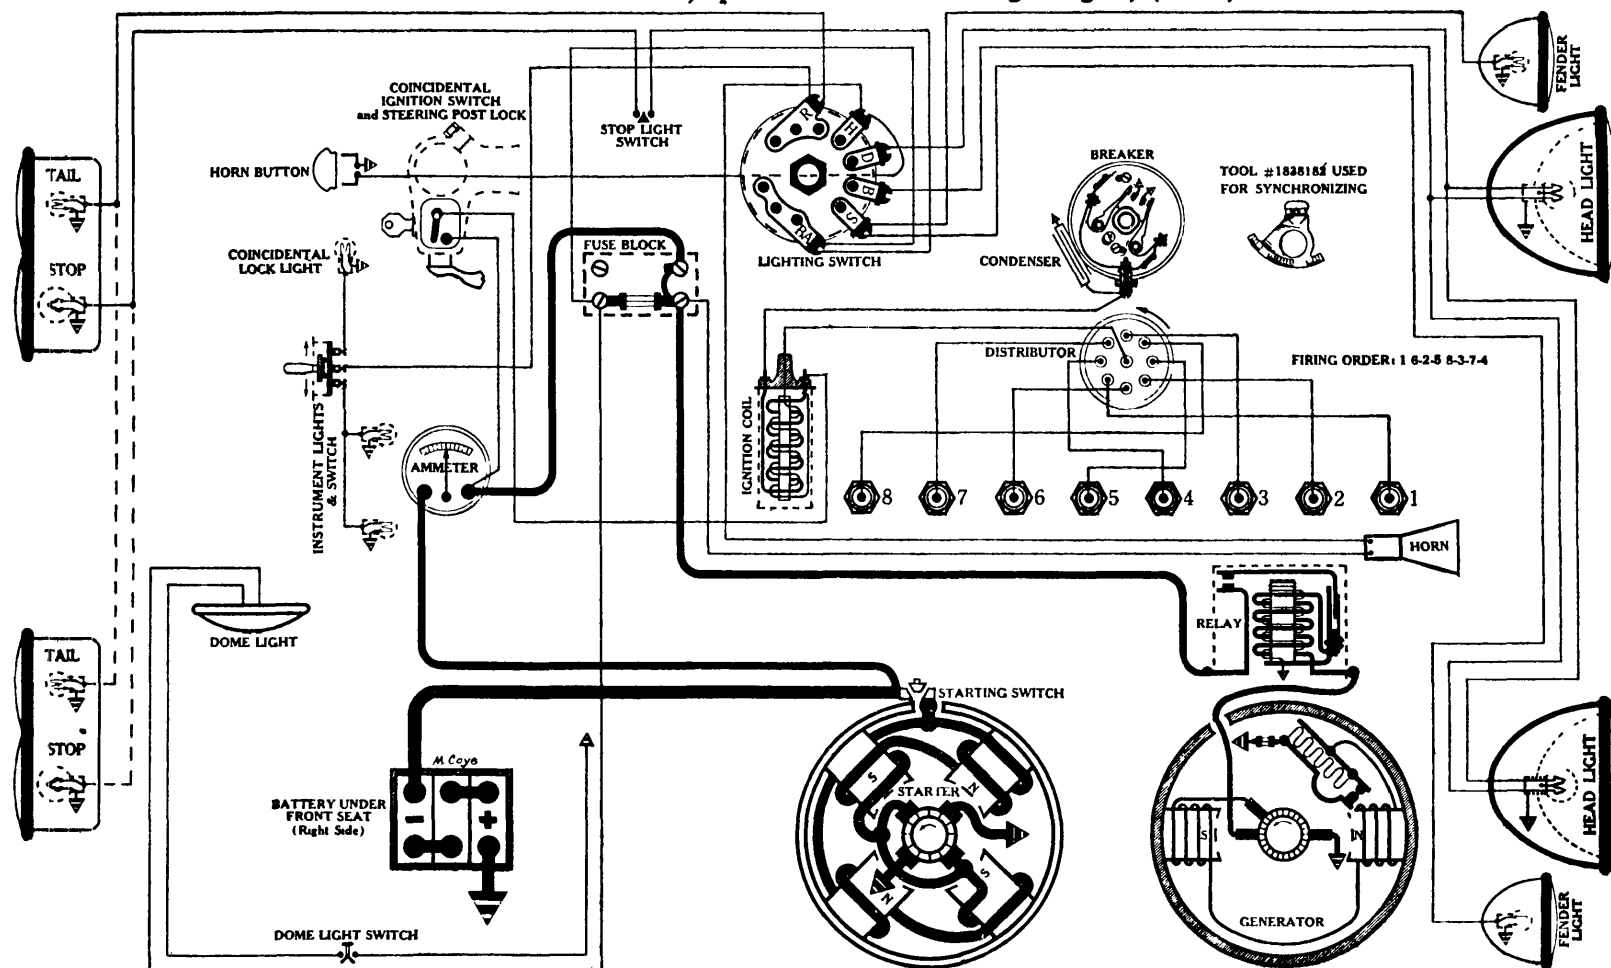 COINCIDENTAL
IGNITION SWITCH
and STEERING POST LOCK
STOP LIGHT
SWITCH
HORN BUTTON
COINCIDENTAL
LOCK LIGHT
TAIL
STOP
FUSE BLOCK
R
H
D
B
S
RA
LIGHTING SWITCH
BREAKER
CONDENSER
TOOL #1838182 USED
FOR SYNCHRONIZING
FENDER
LIGHT
HEAD LIGHT
DISTRIBUTOR
FIRING ORDER: 1 6-2-5 8-3-7-4
IGNITION COIL
INSTRUMENT LIGHTS
& SWITCH
AMMETER
8
7
6
5
4
3
2
1
HORN
DOME LIGHT
RELAY
TAIL
STOP
STARTING SWITCH
M Coye
BATTERY UNDER
FRONT SEAT
(Right Side)
−
+
STARTER
S
N
N
S
S
N
GENERATOR
HEAD LIGHT
FENDER
LIGHT
DOME LIGHT SWITCH